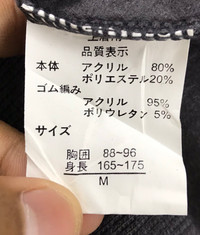 品質表示
本体 アクリル 80%
ポリエステル20%
ゴム編み
アクリル 95%
ポリウレタン 5%
サイズ
胸囲 88~96
身長 165~175
M